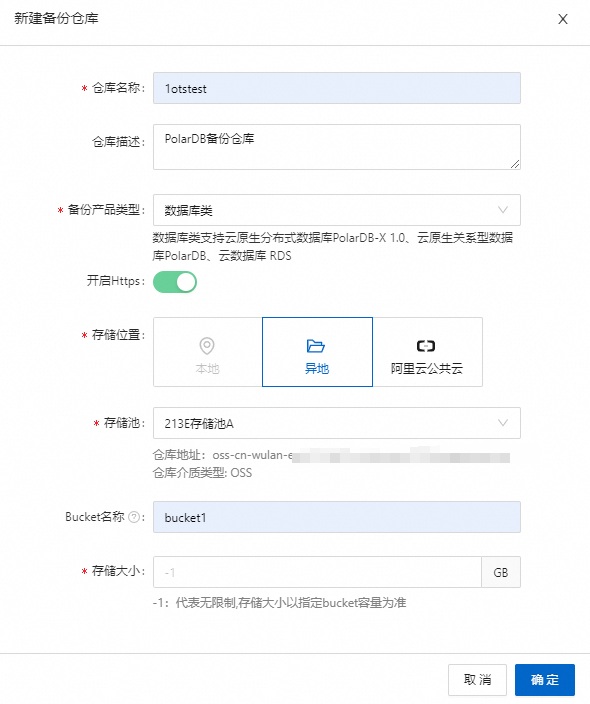 新建备份仓库 X
* 仓库名称: 1otstest
仓库描述: PolarDB备份仓库
* 备份产品类型: 数据库类
数据库类支持云原生分布式数据库PolarDB-X 1.0、云原生关系型数据
库PolarDB、云数据库 RDS
开启Https:
* 存储位置: 本地 异地 阿里云公共云
* 存储池: 213E存储池A
仓库地址: oss-cn-wulan-e
仓库介质类型: OSS
Bucket名称 ? : bucket1
* 存储大小: -1 GB
-1：代表无限制,存储大小以指定bucket容量为准
取 消 确 定